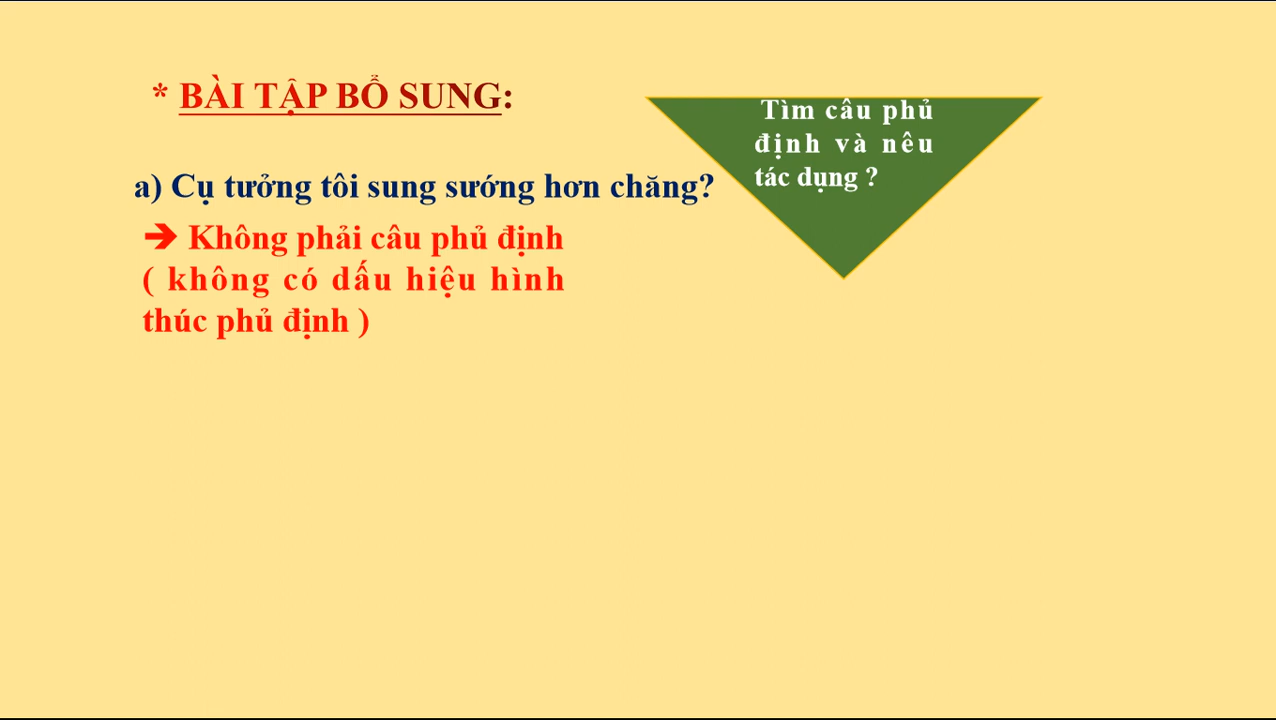 * BÀI TẬP BỔ SUNG:
Tìm câu phủ
định và nêu
tác dụng ?
a) Cụ tưởng tôi sung sướng hơn chăng?
➔ Không phải câu phủ định
( không có dấu hiệu hình
thúc phủ định )